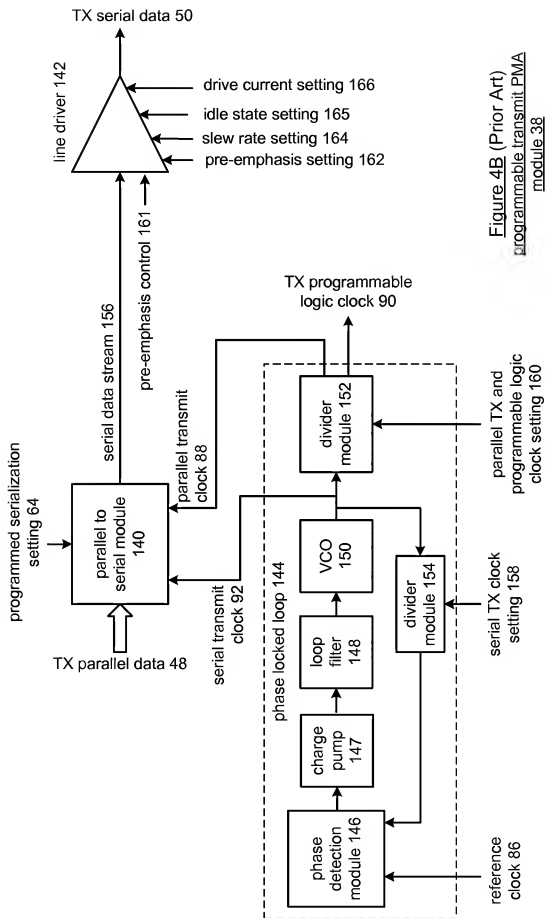 TX serial data 50
line driver 142
drive current setting 166
idle state setting 165
slew rate setting 164
pre-emphasis setting 162
serial data stream 156
pre-emphasis control 161
programmed serialization
setting 64
parallel to
serial module
140
TX parallel data 48
serial transmit
clock 92
parallel transmit
clock 88
TX programmable
logic clock 90
phase locked loop 144
phase
detection
module 146
charge
pump
147
loop
filter
148
VCO
150
divider
module 152
divider
module 154
reference
clock 86
serial TX clock
setting 158
parallel TX and
programmable logic
clock setting 160
Figure 4B (Prior Art)
programmable transmit PMA
module 38